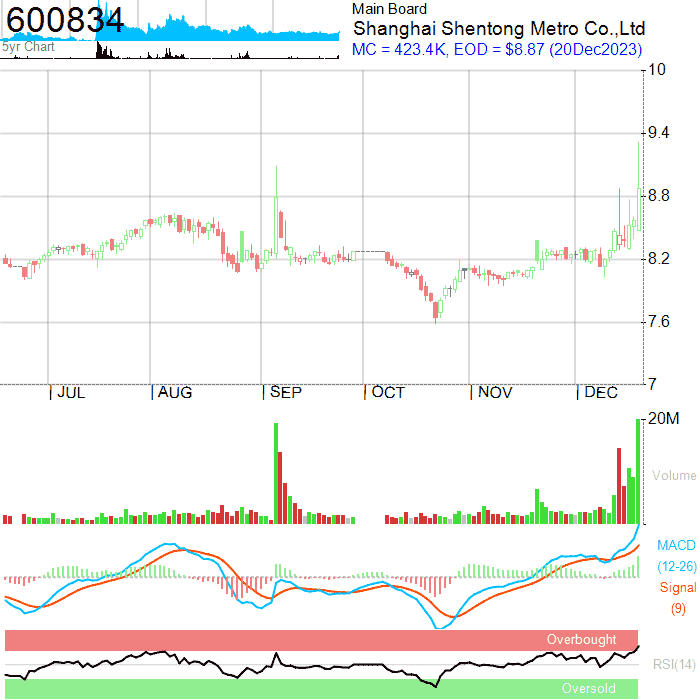 600834
5yr Chart
Main Board
Shanghai Shentong Metro Co.,Ltd
MC = 423.4K, EOD = $8.87 (20Dec2023)
10
9.4
8.8
8.2
7.6
7
JUL AUG SEP OCT NOV DEC
20M
Volume
MACD
(12-26)
Signal
(9)
Overbought
RSI(14)
Oversold